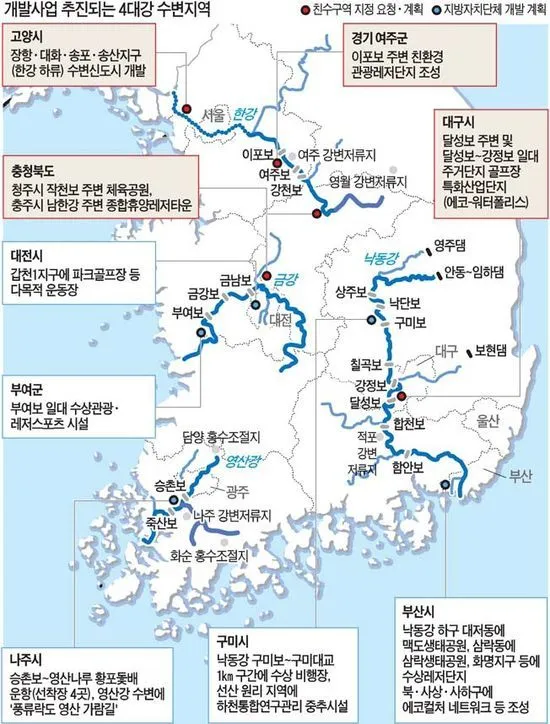 개발사업 추진되는 4대강 수변지역
● 친수구역 지정 요청·계획 ● 지방자치단체 개발 계획
고양시
장항·대화·송포·송산지구
(한강 하류) 수변신도시 개발
경기 여주군
이포보 주변 친환경
관광레저단지 조성
대구시
달성보 주변 및
달성보~강정보 일대
주거단지 골프장
특화산업단지
(에코-워터폴리스)
충청북도
청주시 작천보 주변 체육공원,
충주시 남한강 주변 종합휴양레저타운
대전시
갑천1지구에 파크골프장 등
다목적 운동장
부여군
부여보 일대 수상관광·
레저스포츠 시설
서울
한강
이포보
여주 강변저류지
여주보
강천보
영월 강변저류지
낙동강
영주댐
안동~임하댐
상주보
낙단보
구미보
금강
금남보
금강보
부여보
대전
칠곡보
대구
보현댐
강정보
달성보
합천보
울산
적포
강변
저류지
함안보
부산
담양 홍수조절지
영산강
승촌보
광주
죽산보
나주 강변저류지
화순 홍수조절지
나주시
승촌보~영산나루 황포돛배
운항(선착장 4곳), 영산강 수변에
'풍류락도 영산 가람길'
구미시
낙동강 구미보~구미대교
1㎞ 구간에 수상 비행장,
선산 원리 지역에
하천통합연구관리 중추시설
부산시
낙동강 하구 대저동에
맥도생태공원, 삼락동에
삼락생태공원, 화명지구 등에
수상레저단지
북·사상·사하구에
에코컬처 네트워크 등 조성